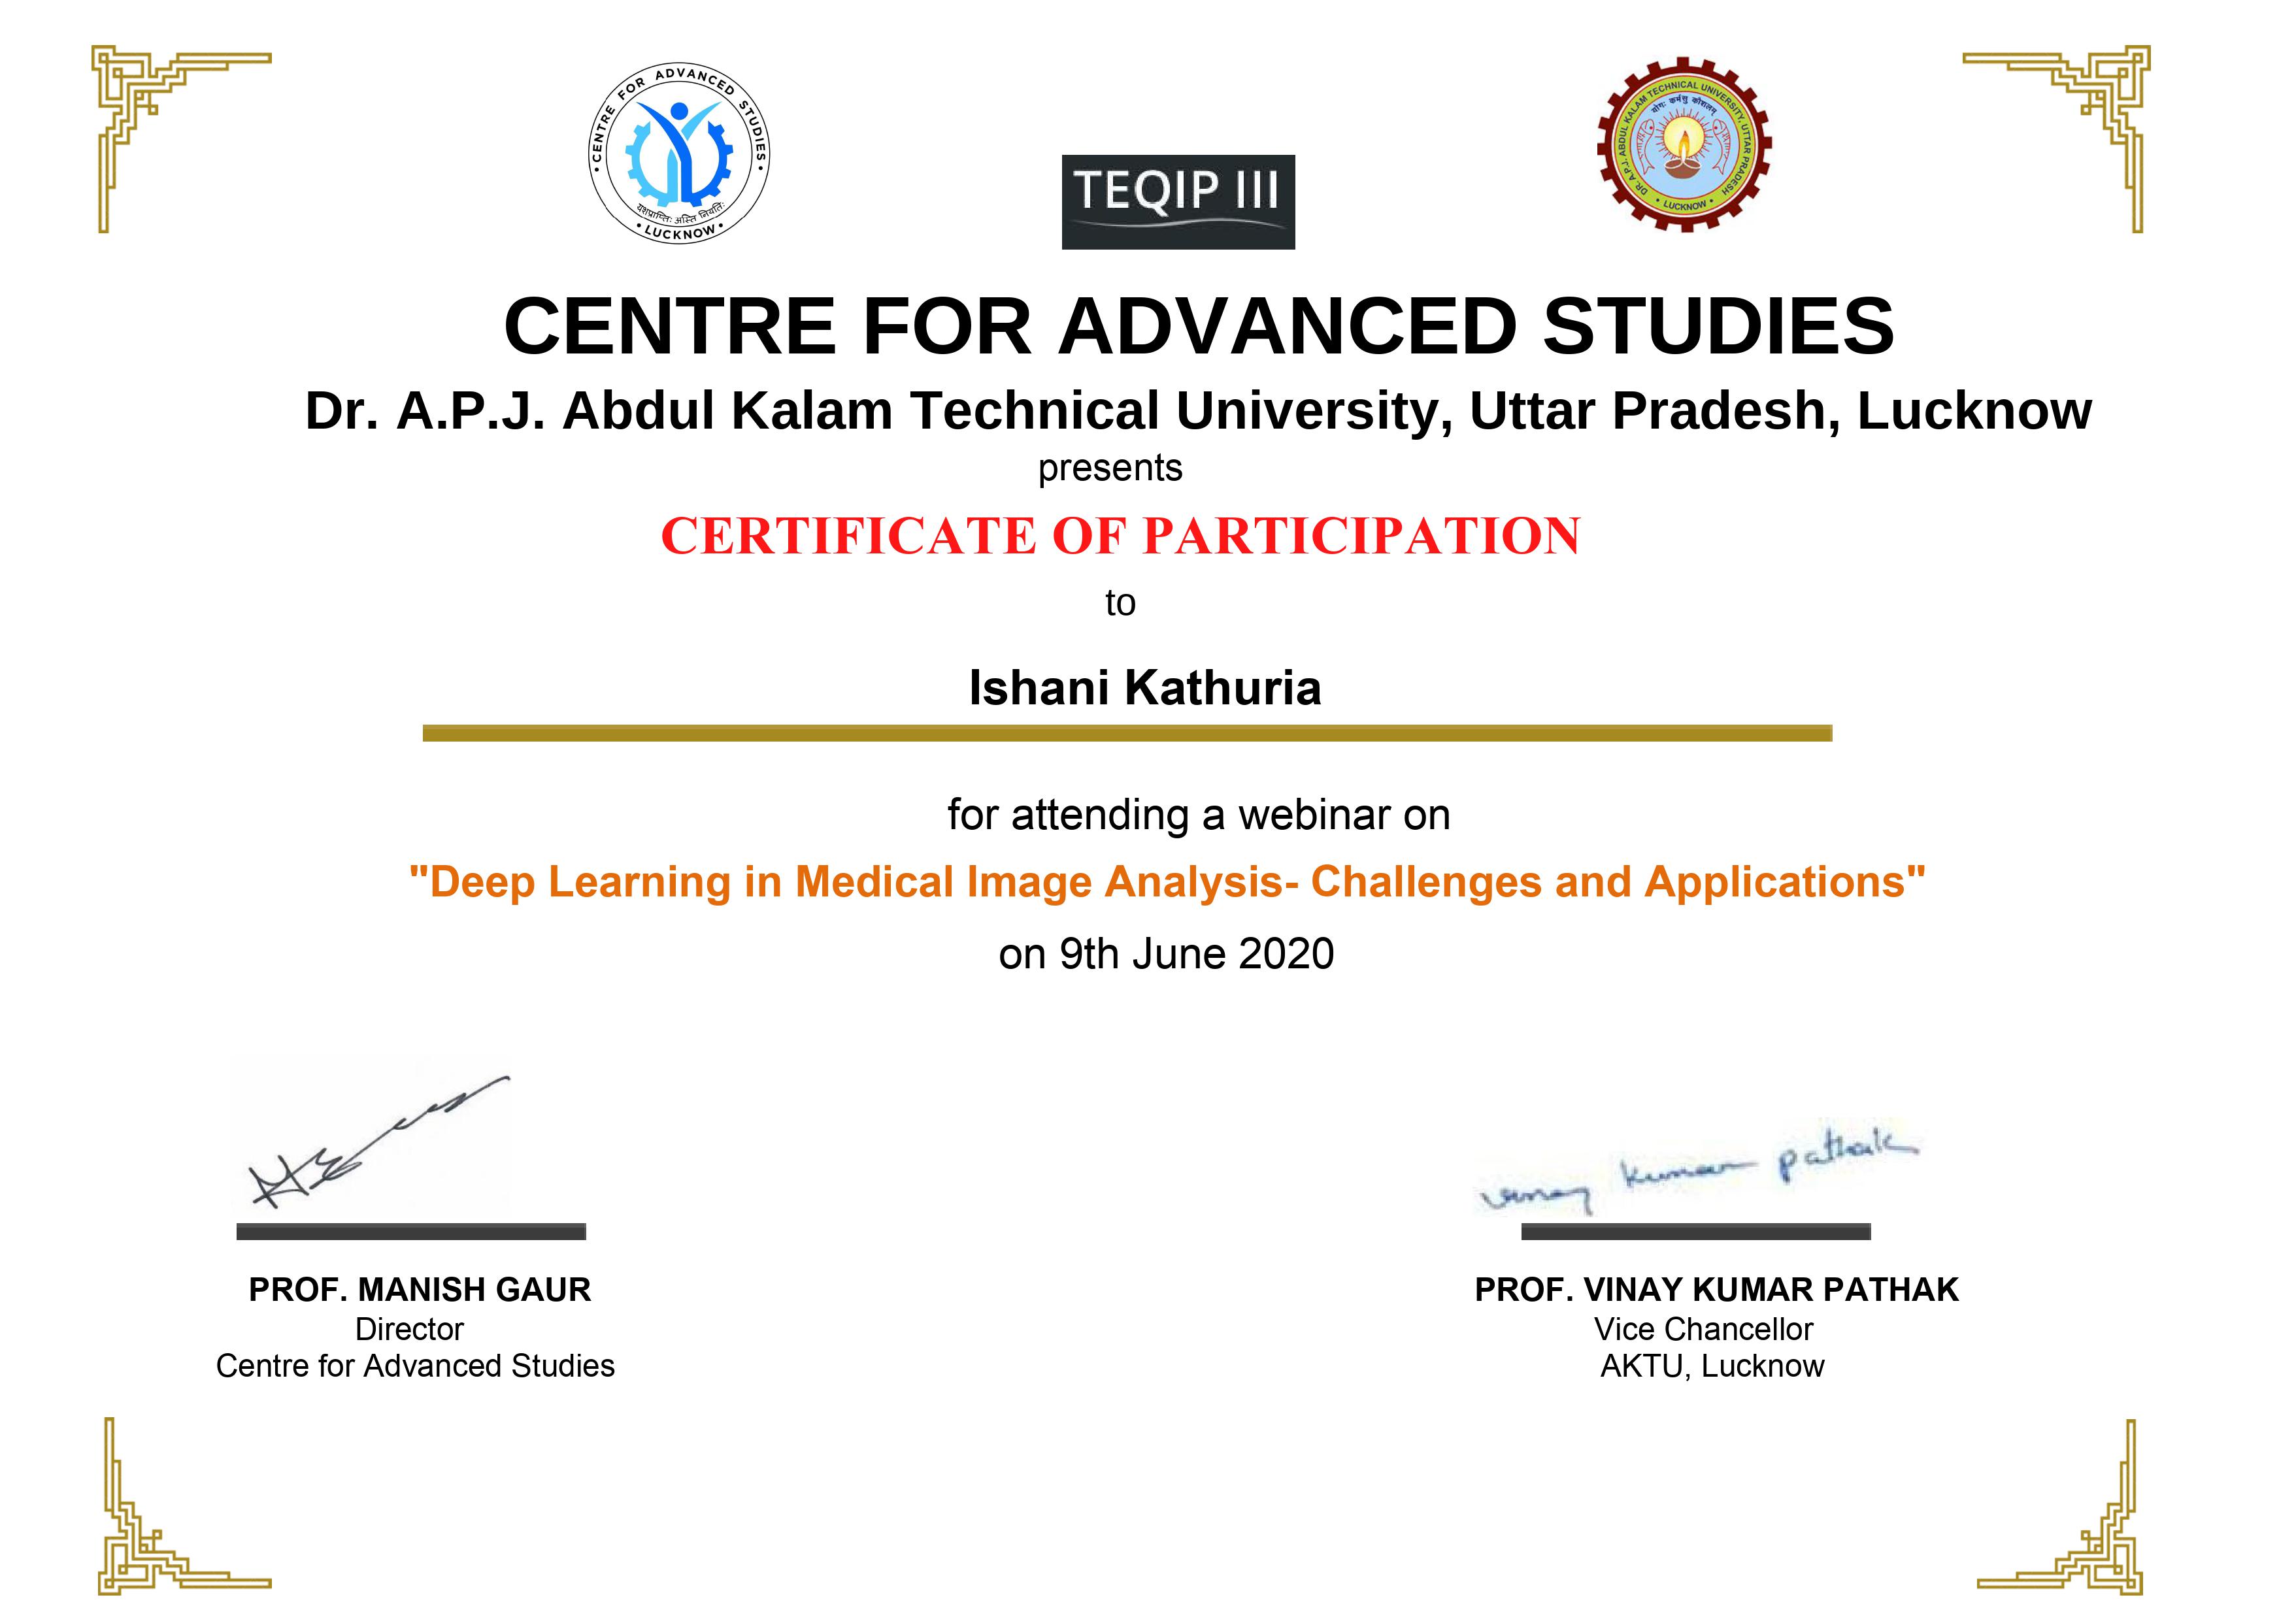 CENTRE FOR ADVANCED STUDIES
यशप्राप्तिः अस्ति नियतिः
LUCKNOW
TEQIP III
DR. A.P.J. ABDUL KALAM TECHNICAL UNIVERSITY, UTTAR PRADESH
योगः कर्मसु कौशलम्
LUCKNOW
CENTRE FOR ADVANCED STUDIES
Dr. A.P.J. Abdul Kalam Technical University, Uttar Pradesh, Lucknow
presents
CERTIFICATE OF PARTICIPATION
to
Ishani Kathuria
for attending a webinar on
"Deep Learning in Medical Image Analysis- Challenges and Applications"
on 9th June 2020
vinay kumar pathak
PROF. MANISH GAUR
Director
Centre for Advanced Studies
PROF. VINAY KUMAR PATHAK
Vice Chancellor
AKTU, Lucknow